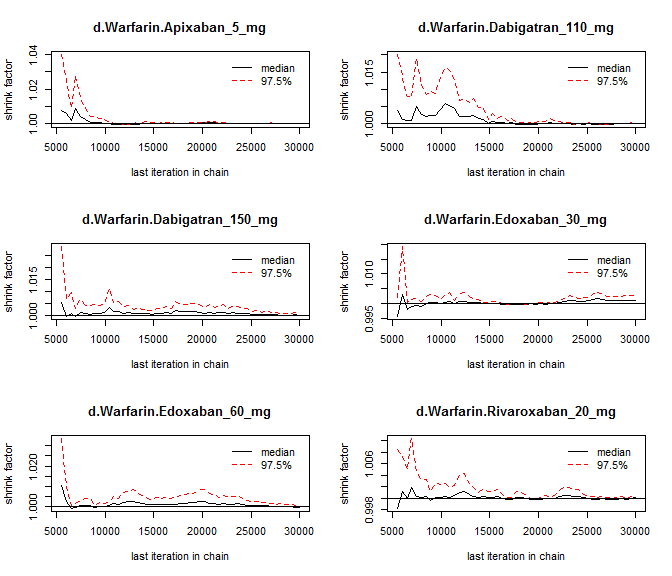 d.Warfarin.Apixaban_5_mg
shrink factor
1.00 1.02 1.04
median
97.5%
5000 10000 15000 20000 25000 30000
last iteration in chain
d.Warfarin.Dabigatran_110_mg
shrink factor
1.000 1.015
median
97.5%
5000 10000 15000 20000 25000 30000
last iteration in chain
d.Warfarin.Dabigatran_150_mg
shrink factor
1.000 1.015
median
97.5%
5000 10000 15000 20000 25000 30000
last iteration in chain
d.Warfarin.Edoxaban_30_mg
shrink factor
0.995 1.010
median
97.5%
5000 10000 15000 20000 25000 30000
last iteration in chain
d.Warfarin.Edoxaban_60_mg
shrink factor
1.000 1.020
median
97.5%
5000 10000 15000 20000 25000 30000
last iteration in chain
d.Warfarin.Rivaroxaban_20_mg
shrink factor
0.998 1.006
median
97.5%
5000 10000 15000 20000 25000 30000
last iteration in chain